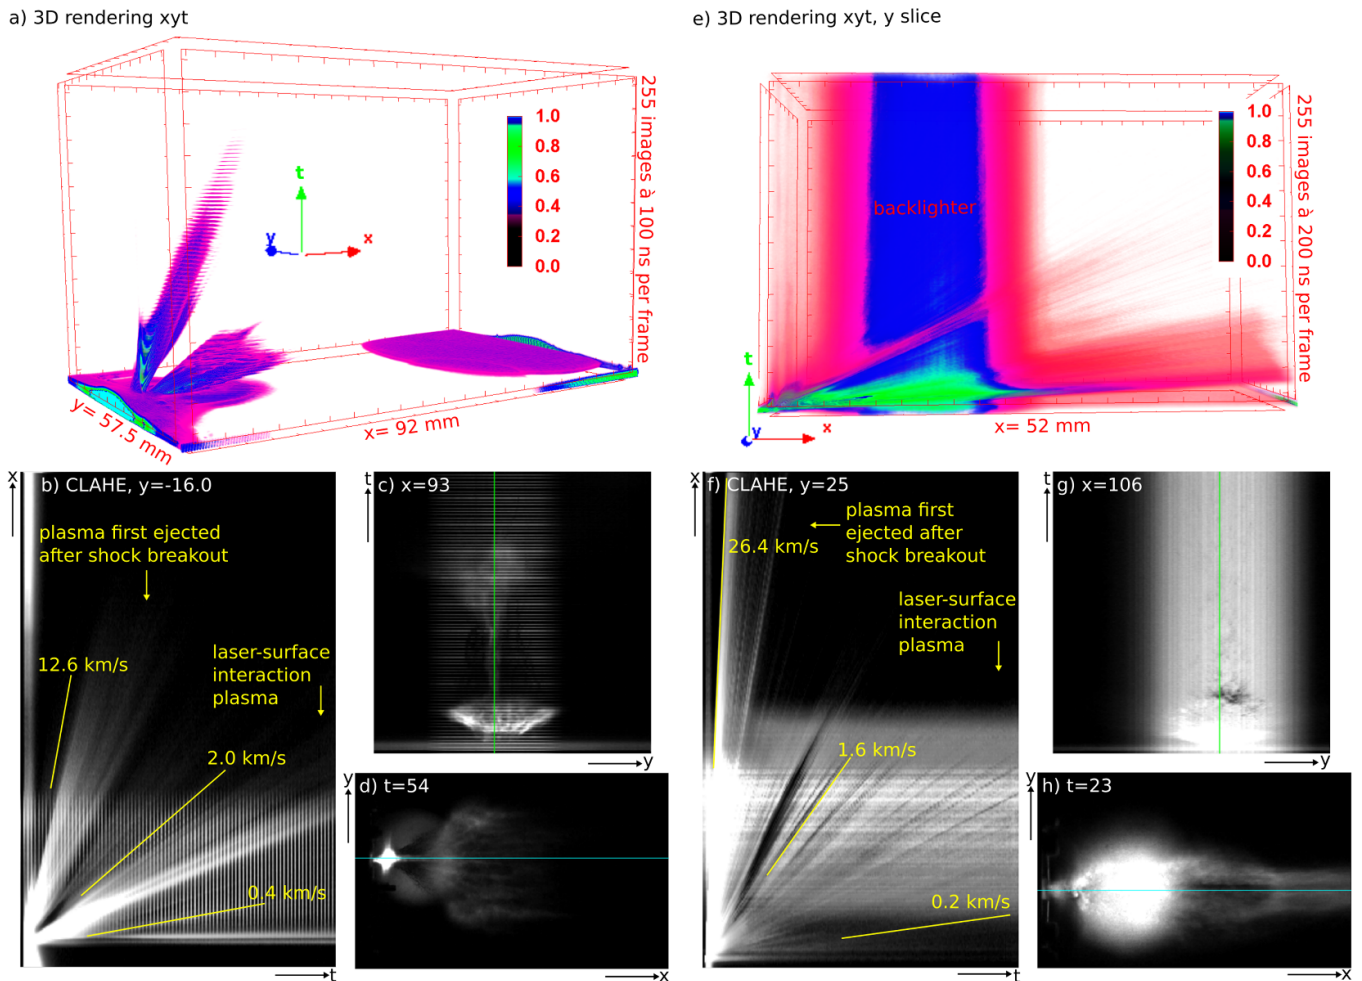 a) 3D rendering xyt
255 images à 100 ns per frame
1.0
0.8
0.6
0.4
0.2
0.0
t
y
x
y= 57.5 mm
x= 92 mm
e) 3D rendering xyt, y slice
255 images à 200 ns per frame
1.0
0.8
0.6
0.4
0.2
0.0
backlighter
t
y
x
x= 52 mm
x
b) CLAHE, y=-16.0
plasma first ejected
after shock breakout
12.6 km/s
laser-surface
interaction
plasma
2.0 km/s
0.4 km/s
t
t
c) x=93
y
y
d) t=54
x
x
f) CLAHE, y=25
plasma first
ejected after
shock breakout
26.4 km/s
laser-surface
interaction
plasma
1.6 km/s
0.2 km/s
t
t
g) x=106
y
y
h) t=23
x